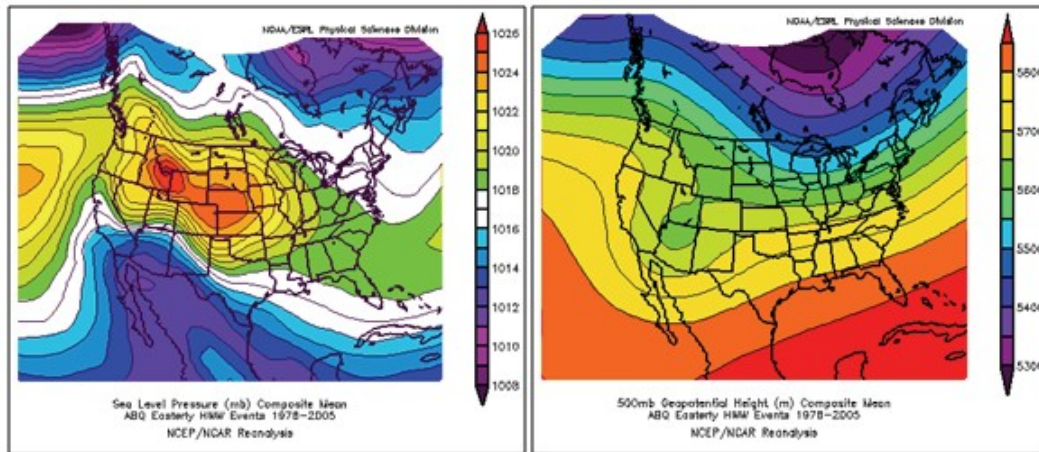 NOAA/ESRL Physical Sciences Division
1026
1024
1022
1020
1018
1016
1014
1012
1010
1008
Sea Level Pressure (mb) Composite Mean
ABQ Easterly HWW Events 1978-2005
NCEP/NCAR Reanalysis
NOAA/ESRL Physical Sciences Division
5800
5700
5600
5500
5400
5300
500mb Geopotential Height (m) Composite Mean
ABQ Easterly HWW Events 1978-2005
NCEP/NCAR Reanalysis